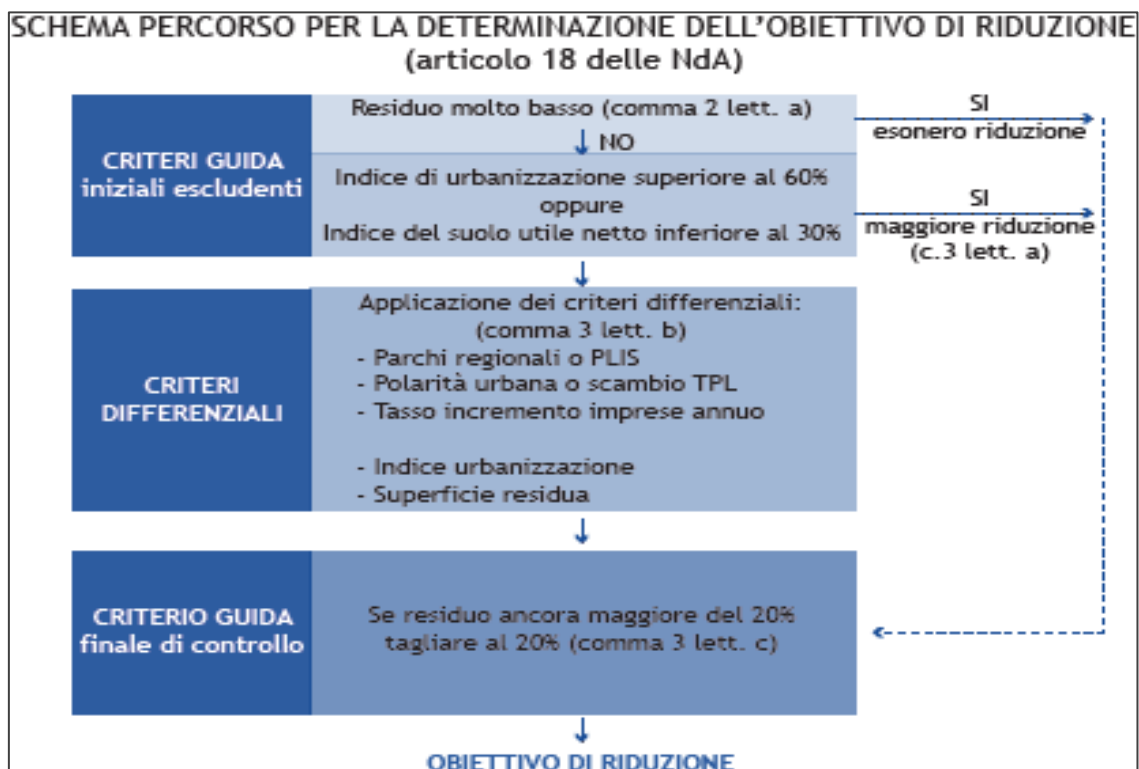 SCHEMA PERCORSO PER LA DETERMINAZIONE DELL'OBIETTIVO DI RIDUZIONE
(articolo 18 delle NdA)
CRITERI GUIDA
iniziali escludenti
Residuo molto basso (comma 2 lett. a)
NO
SI
esonero riduzione
Indice di urbanizzazione superiore al 60%
oppure
Indice del suolo utile netto inferiore al 30%
SI
maggiore riduzione
(c.3 lett. a)
CRITERI
DIFFERENZIALI
Applicazione dei criteri differenziali:
(comma 3 lett. b)
- Parchi regionali o PLIS
- Polarità urbana o scambio TPL
- Tasso incremento imprese annuo
- Indice urbanizzazione
- Superficie residua
CRITERIO GUIDA
finale di controllo
Se residuo ancora maggiore del 20%
tagliare al 20% (comma 3 lett. c)
OBIETTIVO DI RIDUZIONE